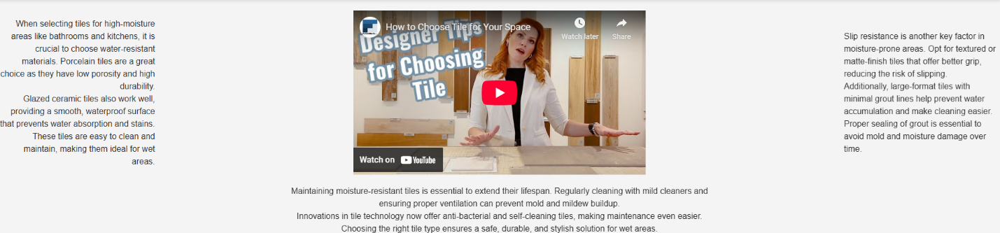 When selecting tiles for high-moisture
areas like bathrooms and kitchens, it is
crucial to choose water-resistant
materials. Porcelain tiles are a great
choice as they have low porosity and high
durability.
Glazed ceramic tiles also work well,
providing a smooth, waterproof surface
that prevents water absorption and stains.
These tiles are easy to clean and
maintain, making them ideal for wet
areas.
How to Choose Tile for Your Space
Watch later
Share
Designer Tips
for Choosing
Tile
Watch on YouTube
Maintaining moisture-resistant tiles is essential to extend their lifespan. Regularly cleaning with mild cleaners and
ensuring proper ventilation can prevent mold and mildew buildup.
Innovations in tile technology now offer anti-bacterial and self-cleaning tiles, making maintenance even easier.
Choosing the right tile type ensures a safe, durable, and stylish solution for wet areas.
Slip resistance is another key factor in
moisture-prone areas. Opt for textured or
matte-finish tiles that offer better grip,
reducing the risk of slipping.
Additionally, large-format tiles with
minimal grout lines help prevent water
accumulation and make cleaning easier.
Proper sealing of grout is essential to
avoid mold and moisture damage over
time.